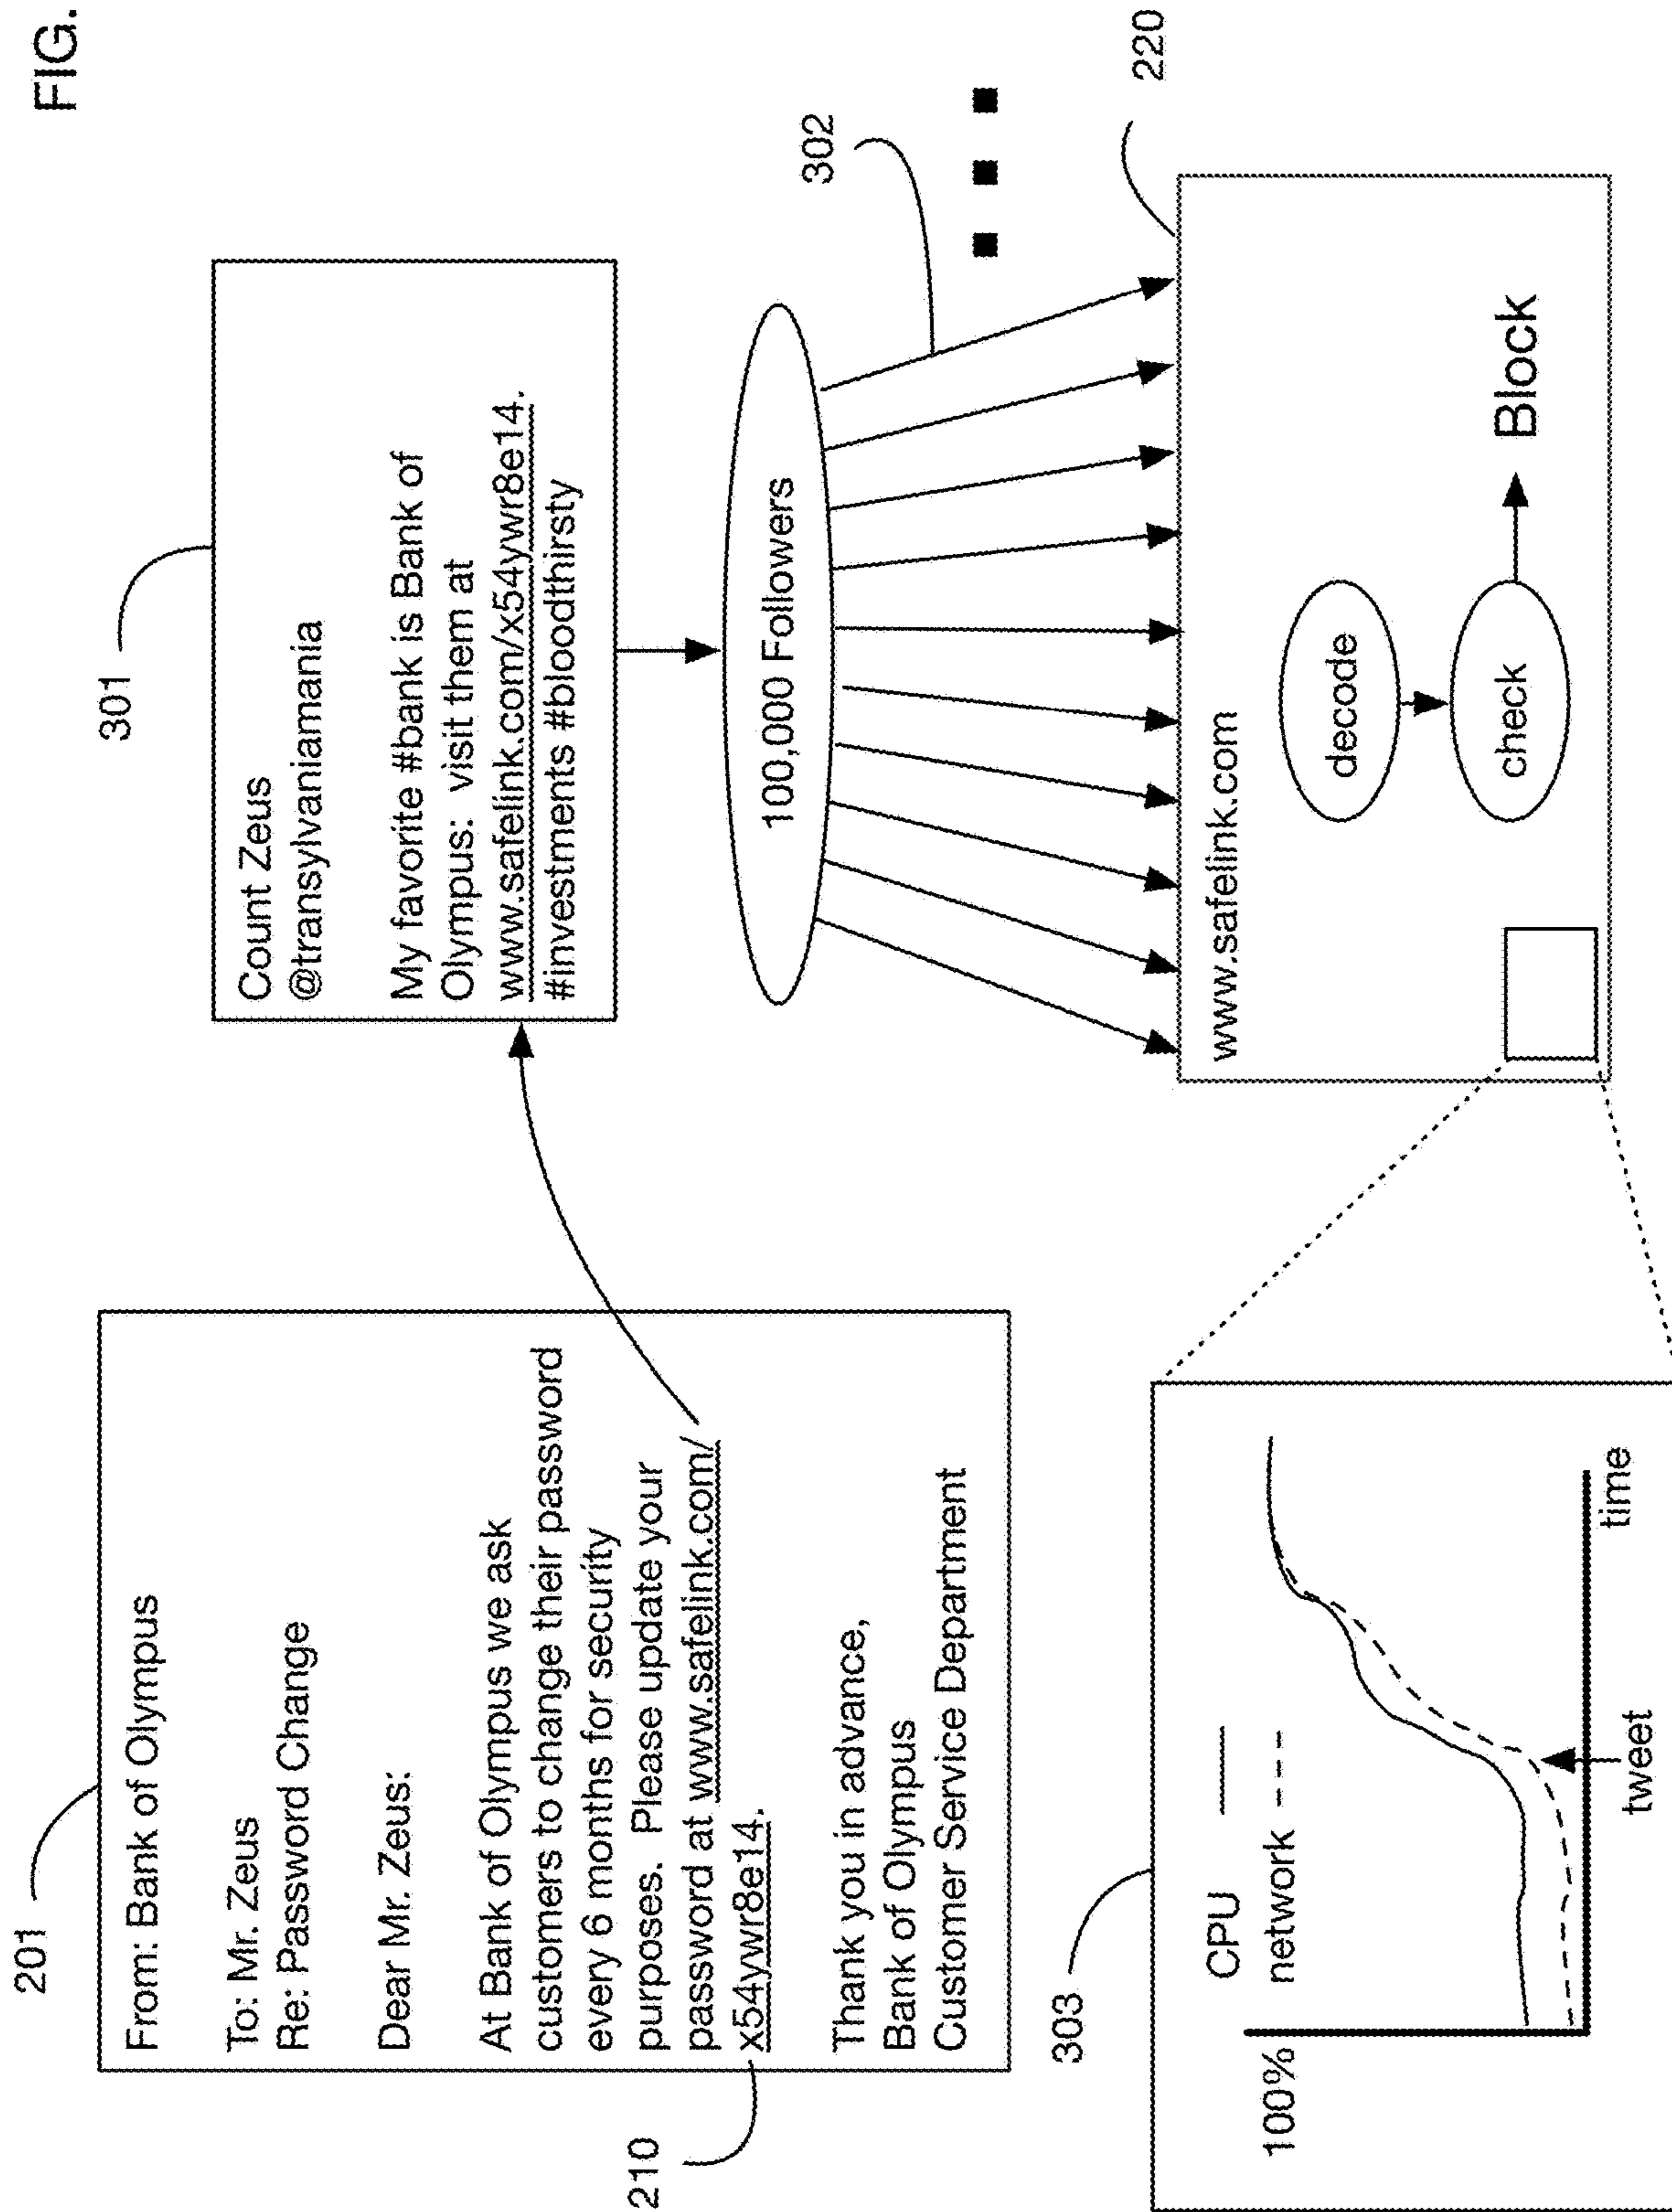 FIG.
201
From: Bank of Olympus
To: Mr. Zeus
Re: Password Change
Dear Mr. Zeus:
At Bank of Olympus we ask
customers to change their password
every 6 months for security
purposes.  Please update your
password at www.safelink.com/
x54ywr8e14.
Thank you in advance,
Bank of Olympus
Customer Service Department
210
301
Count Zeus
@transylvaniamania
My favorite #bank is Bank of
Olympus:  visit them at
www.safelink.com/x54ywr8e14.
#investments #bloodthirsty
100,000 Followers
302
220
www.safelink.com
decode
check
Block
303
CPU
network
100%
tweet
time